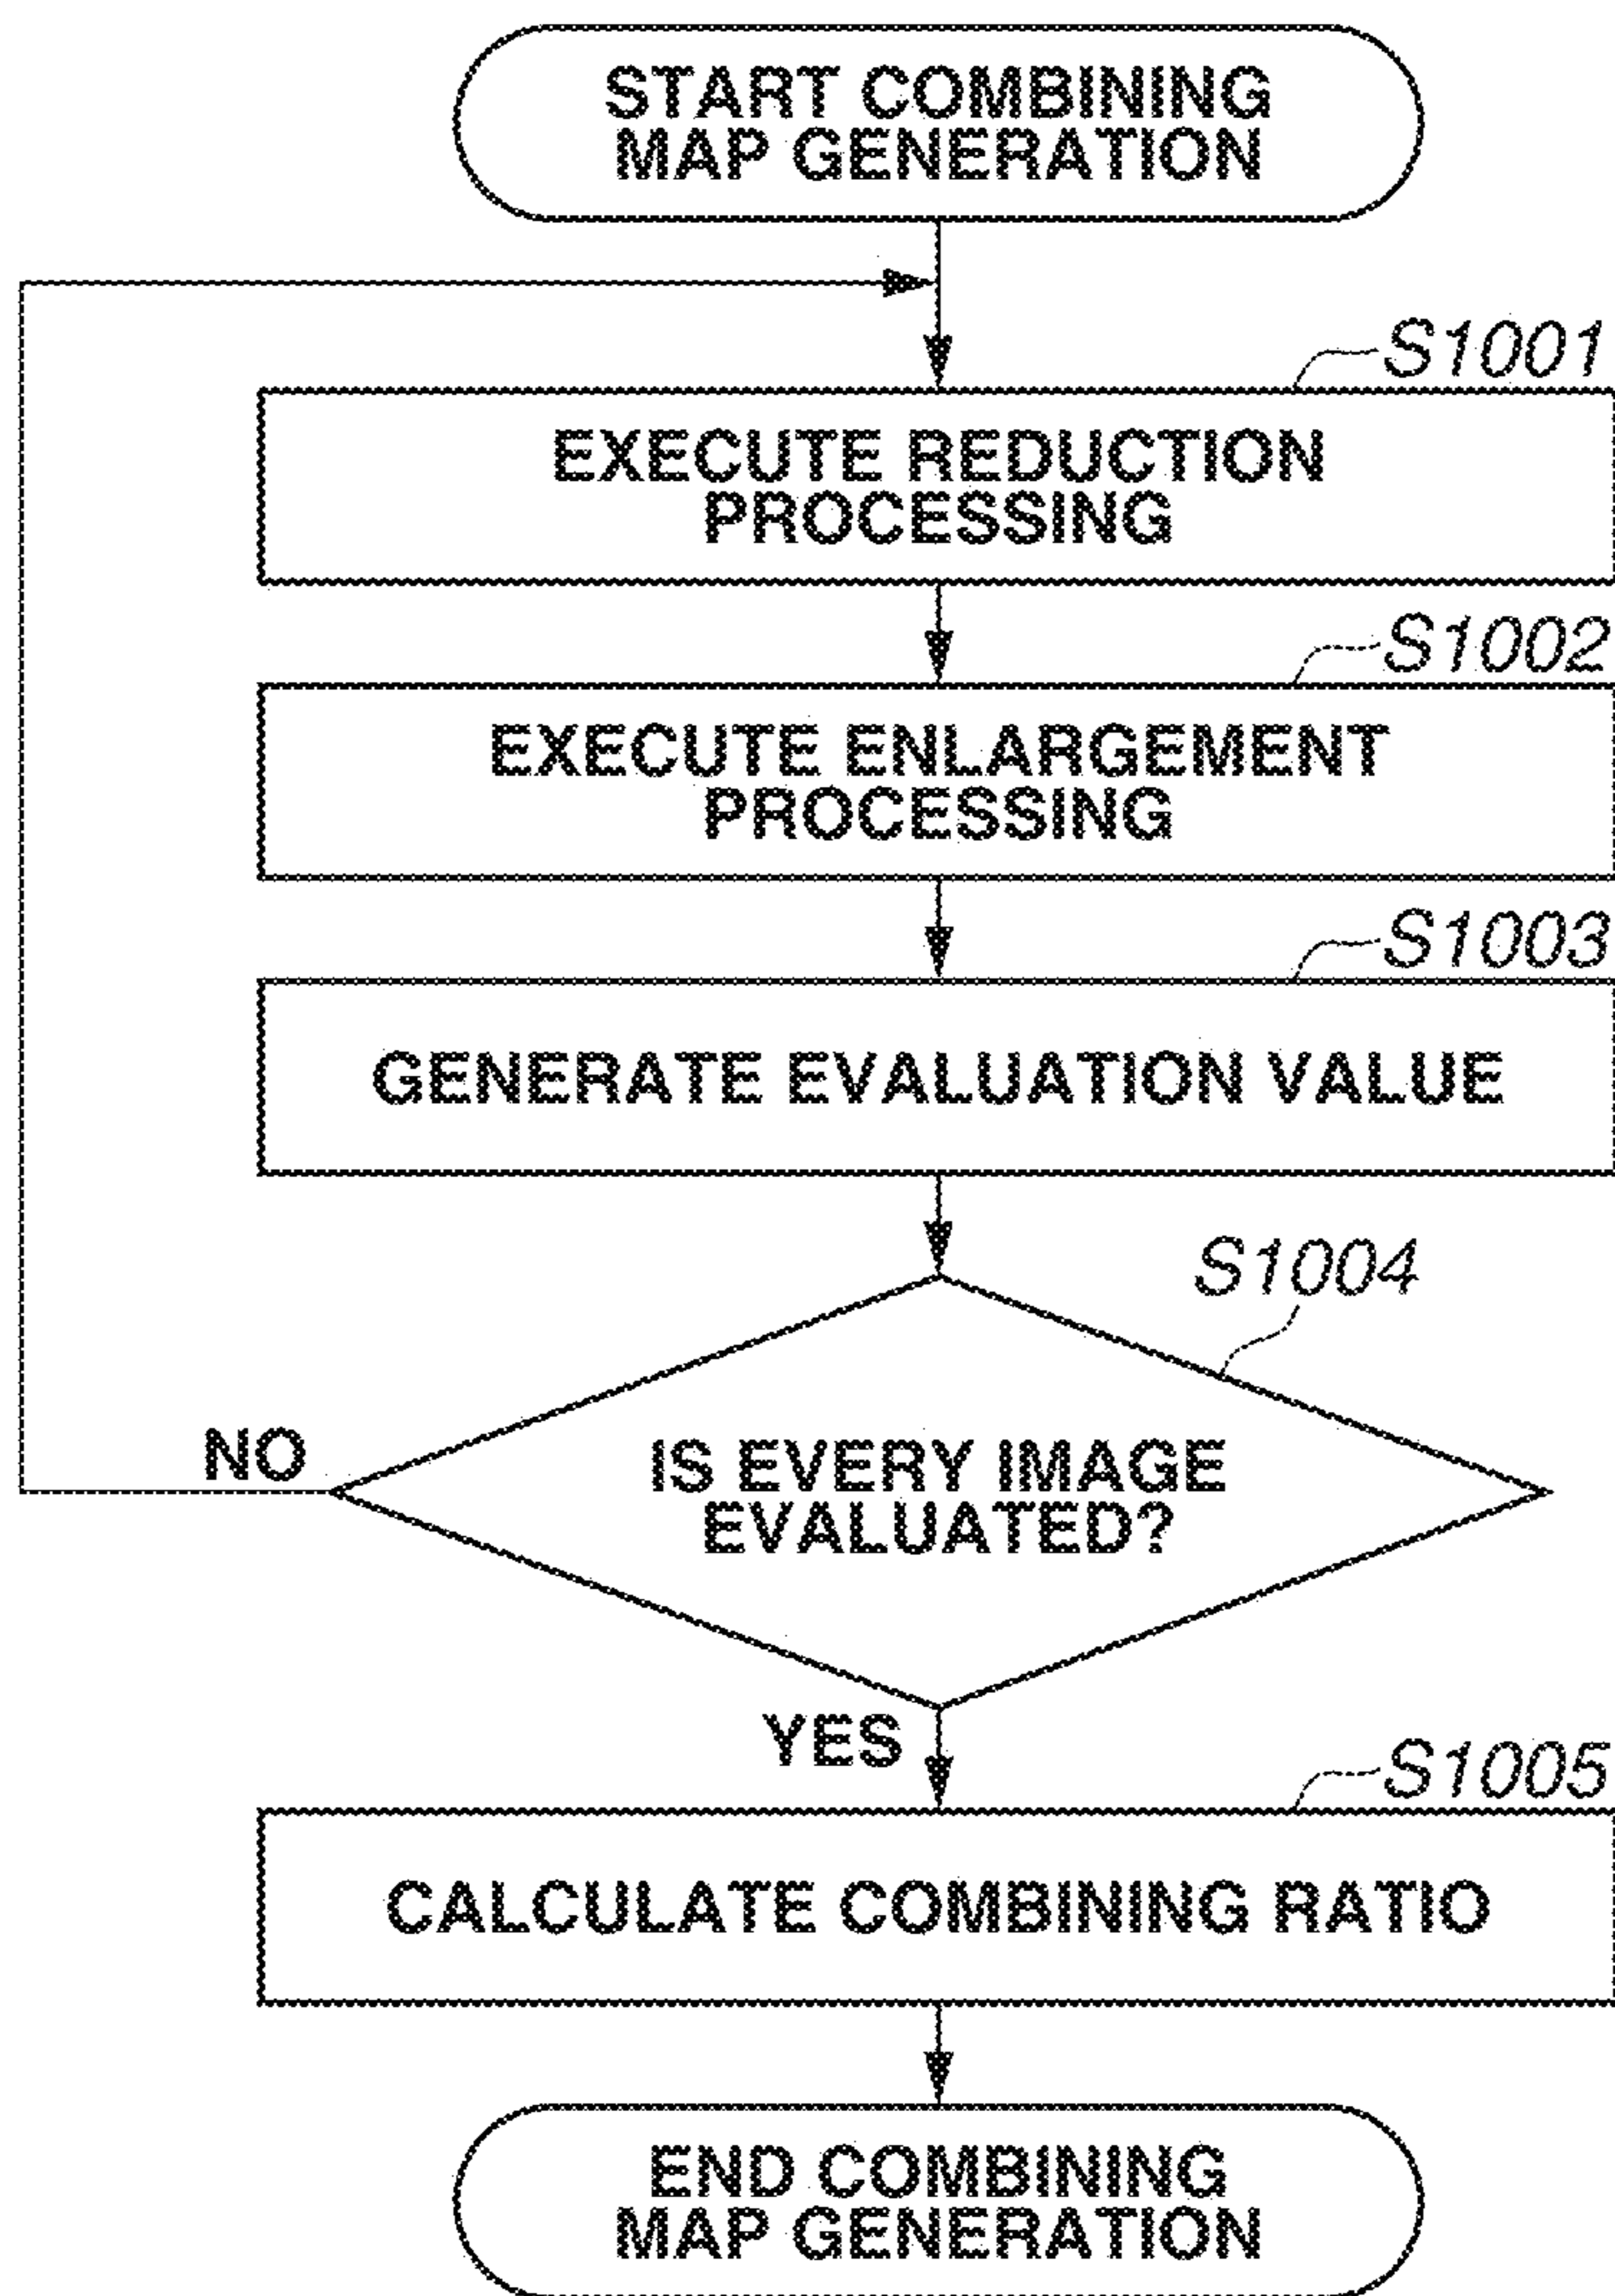 START COMBINING
MAP GENERATION
S1001
EXECUTE REDUCTION
PROCESSING
S1002
EXECUTE ENLARGEMENT
PROCESSING
S1003
GENERATE EVALUATION VALUE
S1004
NO
IS EVERY IMAGE
EVALUATED?
YES
S1005
CALCULATE COMBINING RATIO
END COMBINING
MAP GENERATION